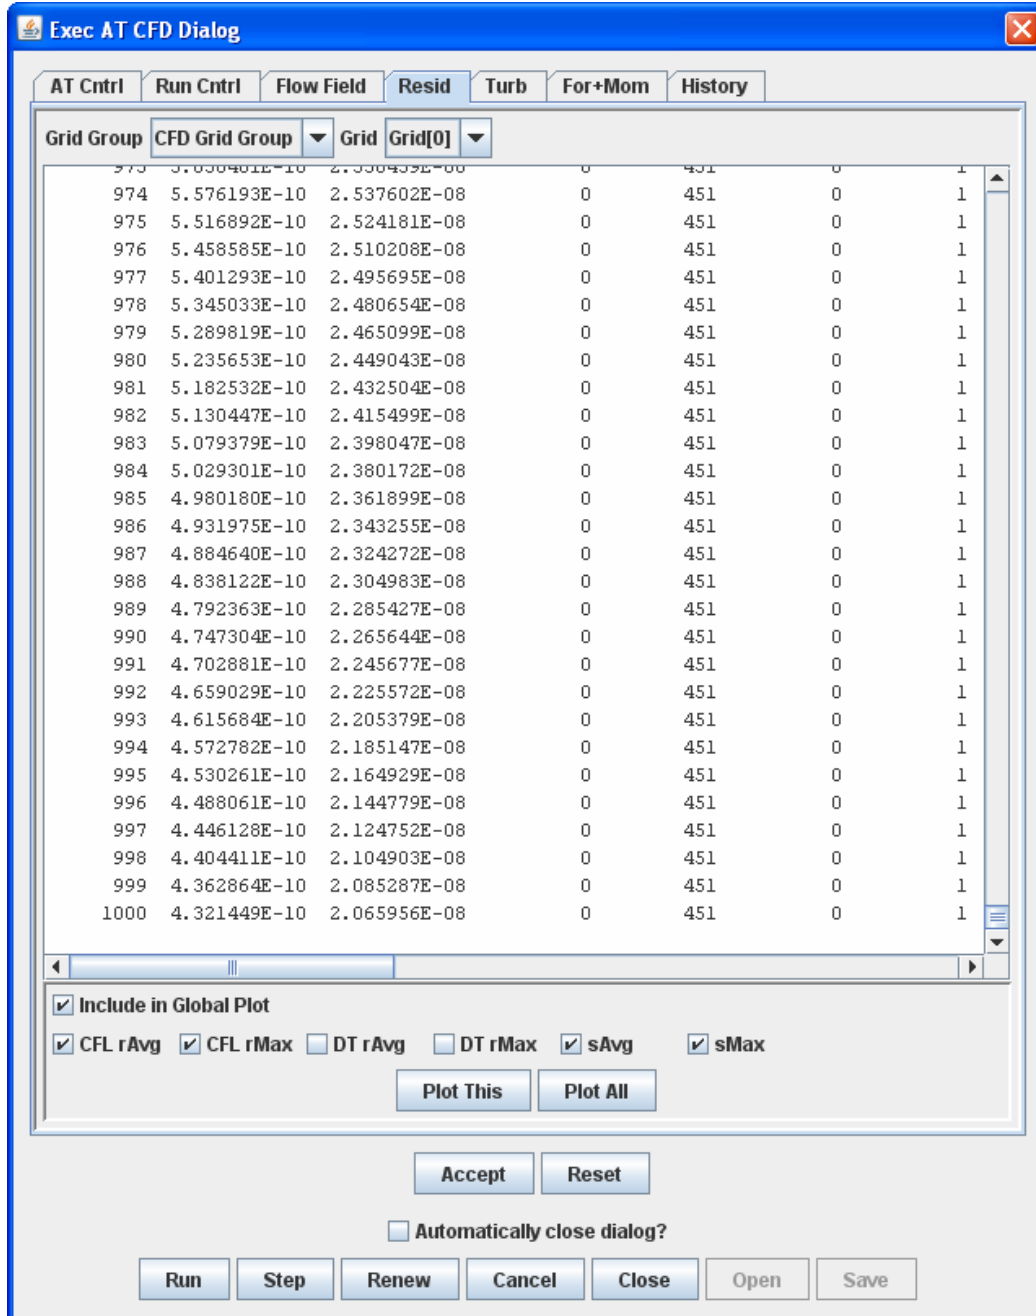 Exec AT CFD Dialog
AT Cntrl Run Cntrl Flow Field Resid Turb For+Mom History
Grid Group CFD Grid Group Grid Grid[0]
974 5.576193E-10 2.537602E-08 0 451 0 1
975 5.516892E-10 2.524181E-08 0 451 0 1
976 5.458585E-10 2.510208E-08 0 451 0 1
977 5.401293E-10 2.495695E-08 0 451 0 1
978 5.345033E-10 2.480654E-08 0 451 0 1
979 5.289819E-10 2.465099E-08 0 451 0 1
980 5.235653E-10 2.449043E-08 0 451 0 1
981 5.182532E-10 2.432504E-08 0 451 0 1
982 5.130447E-10 2.415499E-08 0 451 0 1
983 5.079379E-10 2.398047E-08 0 451 0 1
984 5.029301E-10 2.380172E-08 0 451 0 1
985 4.980180E-10 2.361899E-08 0 451 0 1
986 4.931975E-10 2.343255E-08 0 451 0 1
987 4.884640E-10 2.324272E-08 0 451 0 1
988 4.838122E-10 2.304983E-08 0 451 0 1
989 4.792363E-10 2.285427E-08 0 451 0 1
990 4.747304E-10 2.265644E-08 0 451 0 1
991 4.702881E-10 2.245677E-08 0 451 0 1
992 4.659029E-10 2.225572E-08 0 451 0 1
993 4.615684E-10 2.205379E-08 0 451 0 1
994 4.572782E-10 2.185147E-08 0 451 0 1
995 4.530261E-10 2.164929E-08 0 451 0 1
996 4.488061E-10 2.144779E-08 0 451 0 1
997 4.446128E-10 2.124752E-08 0 451 0 1
998 4.404411E-10 2.104903E-08 0 451 0 1
999 4.362864E-10 2.085287E-08 0 451 0 1
1000 4.321449E-10 2.065956E-08 0 451 0 1
Include in Global Plot
CFL rAvg CFL rMax DT rAvg DT rMax sAvg sMax
Plot This Plot All
Accept Reset
Automatically close dialog?
Run Step Renew Cancel Close Open Save